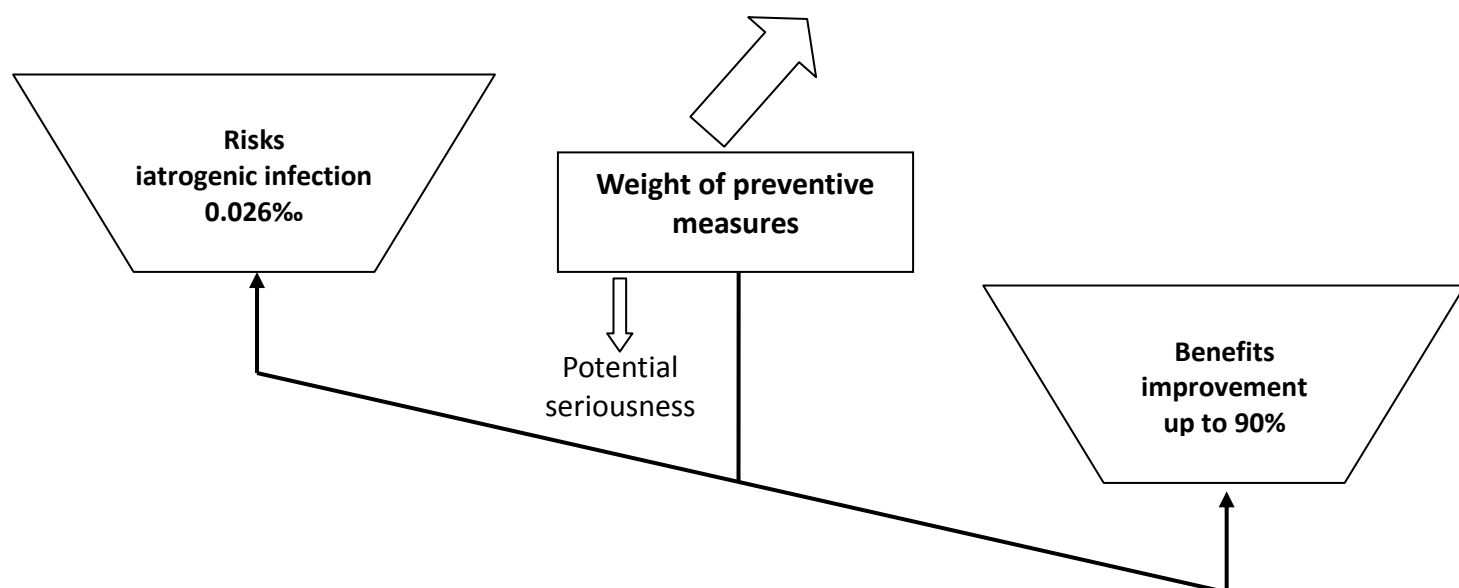 Risks
iatrogenic infection
0.026‰
Weight of preventive
measures
Potential
seriousness
Benefits
improvement
up to 90%